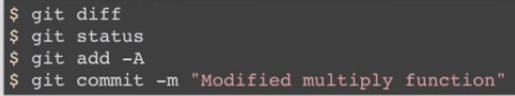 $ git diff
$ git status
$ git add -A
$ git commit -m "Modified multiply function"